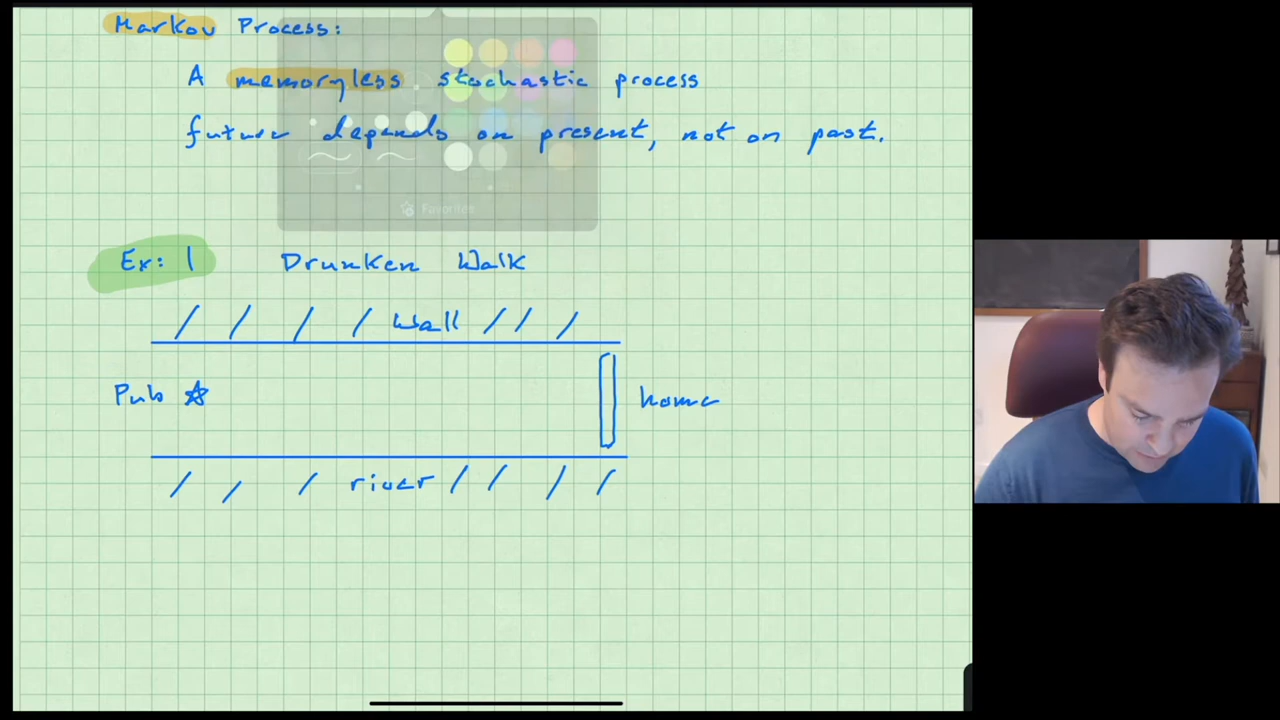 Markov Process:
A memoryless stochastic process
future depends on present, not on past.
Favorites
Ex: 1 Drunken Walk
Wall
Pub home
river